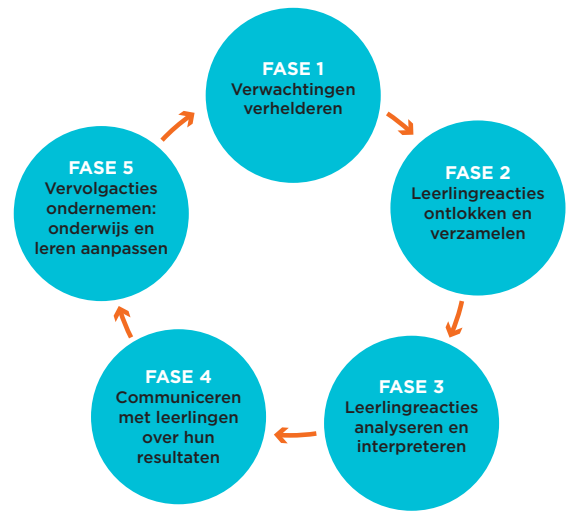 FASE 1
Verwachtingen
verhelderen
FASE 2
Leerlingreacties
ontlokken en
verzamelen
FASE 3
Leerlingreacties
analyseren en
interpreteren
FASE 4
Communiceren
met leerlingen
over hun
resultaten
FASE 5
Vervolgacties
ondernemen:
onderwijs en
leren aanpassen